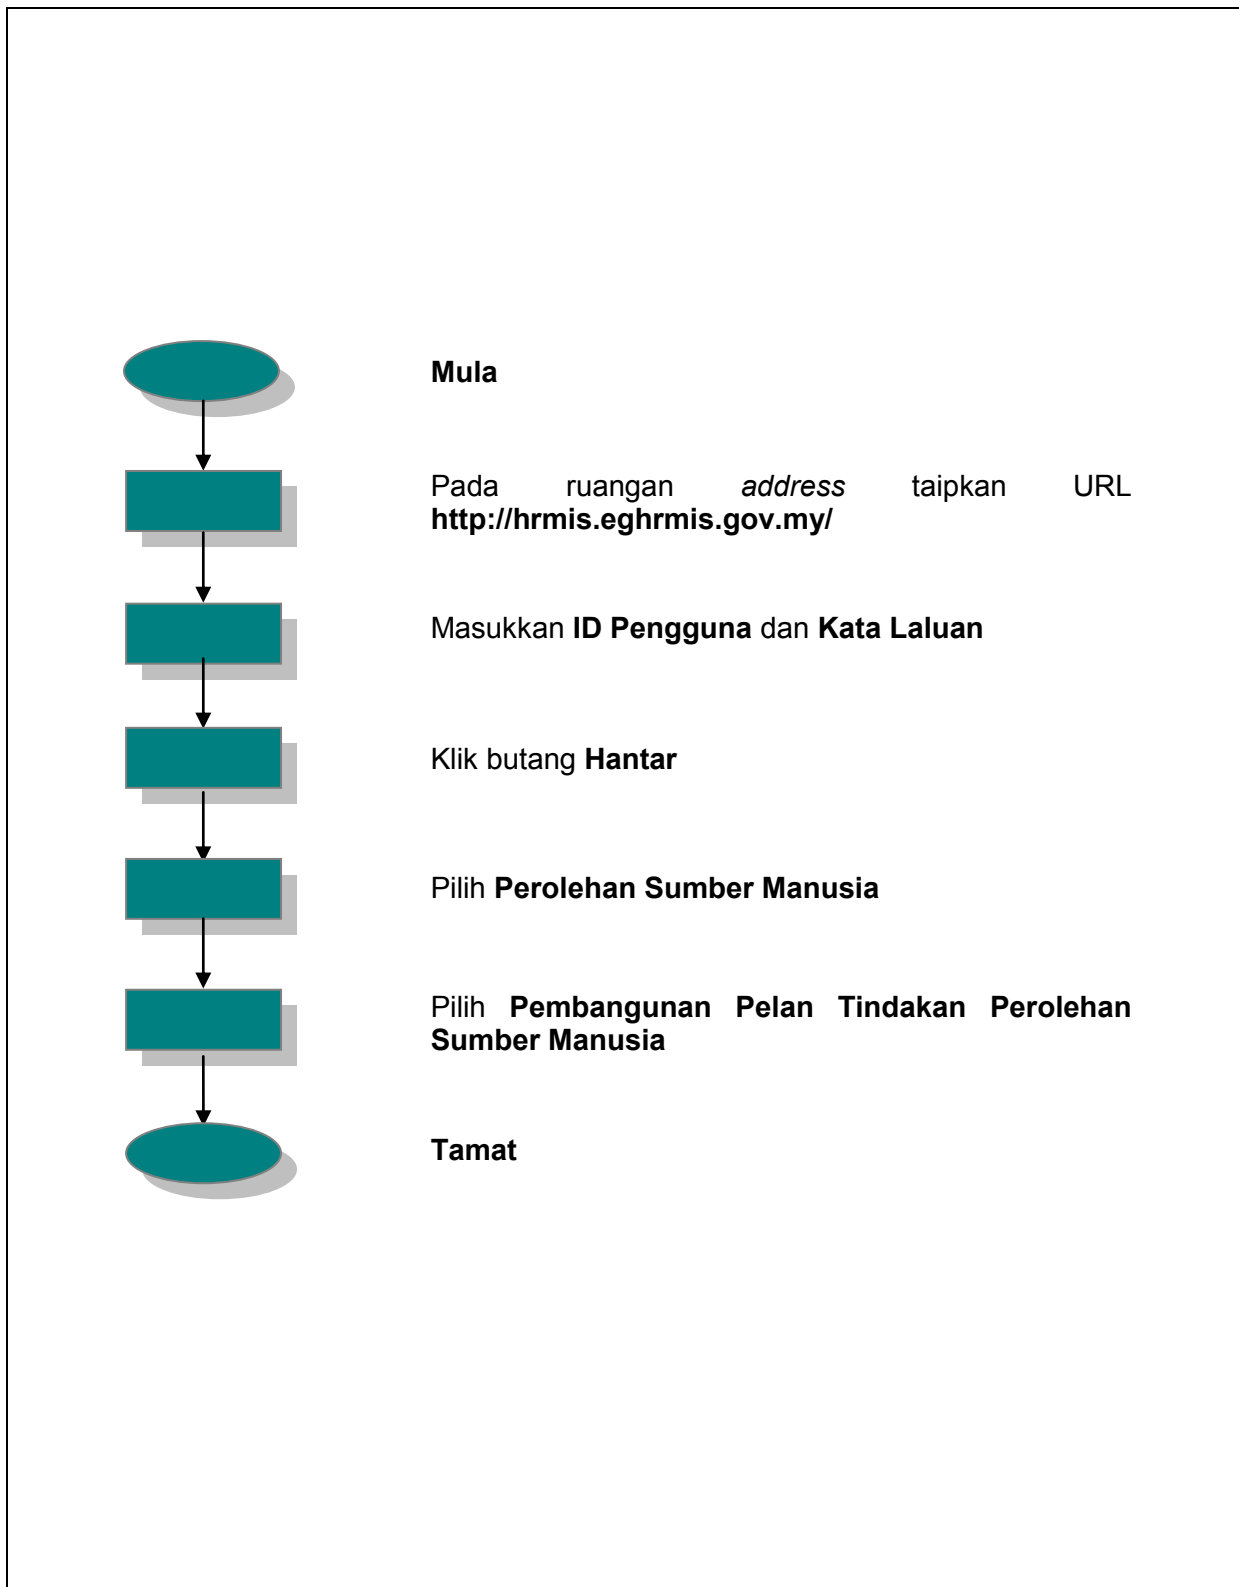 Mula
Pada ruangan address taipkan URL
http://hrmis.eghrmis.gov.my/
Masukkan ID Pengguna dan Kata Laluan
Klik butang Hantar
Pilih Perolehan Sumber Manusia
Pilih Pembangunan Pelan Tindakan Perolehan
Sumber Manusia
Tamat